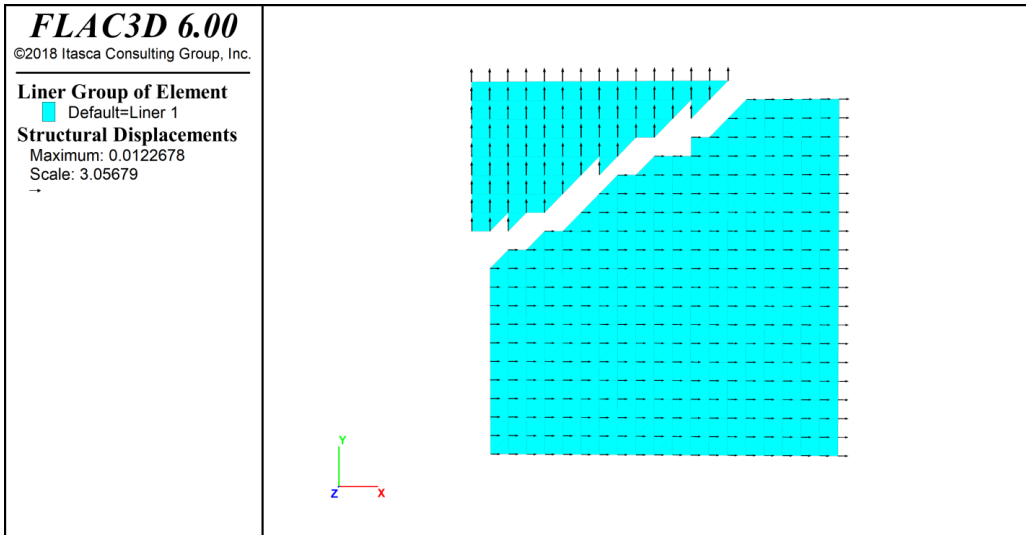 FLAC3D 6.00
©2018 Itasca Consulting Group, Inc.
Liner Group of Element
Default=Liner 1
Structural Displacements
Maximum: 0.0122678
Scale: 3.05679
Y
Z
X